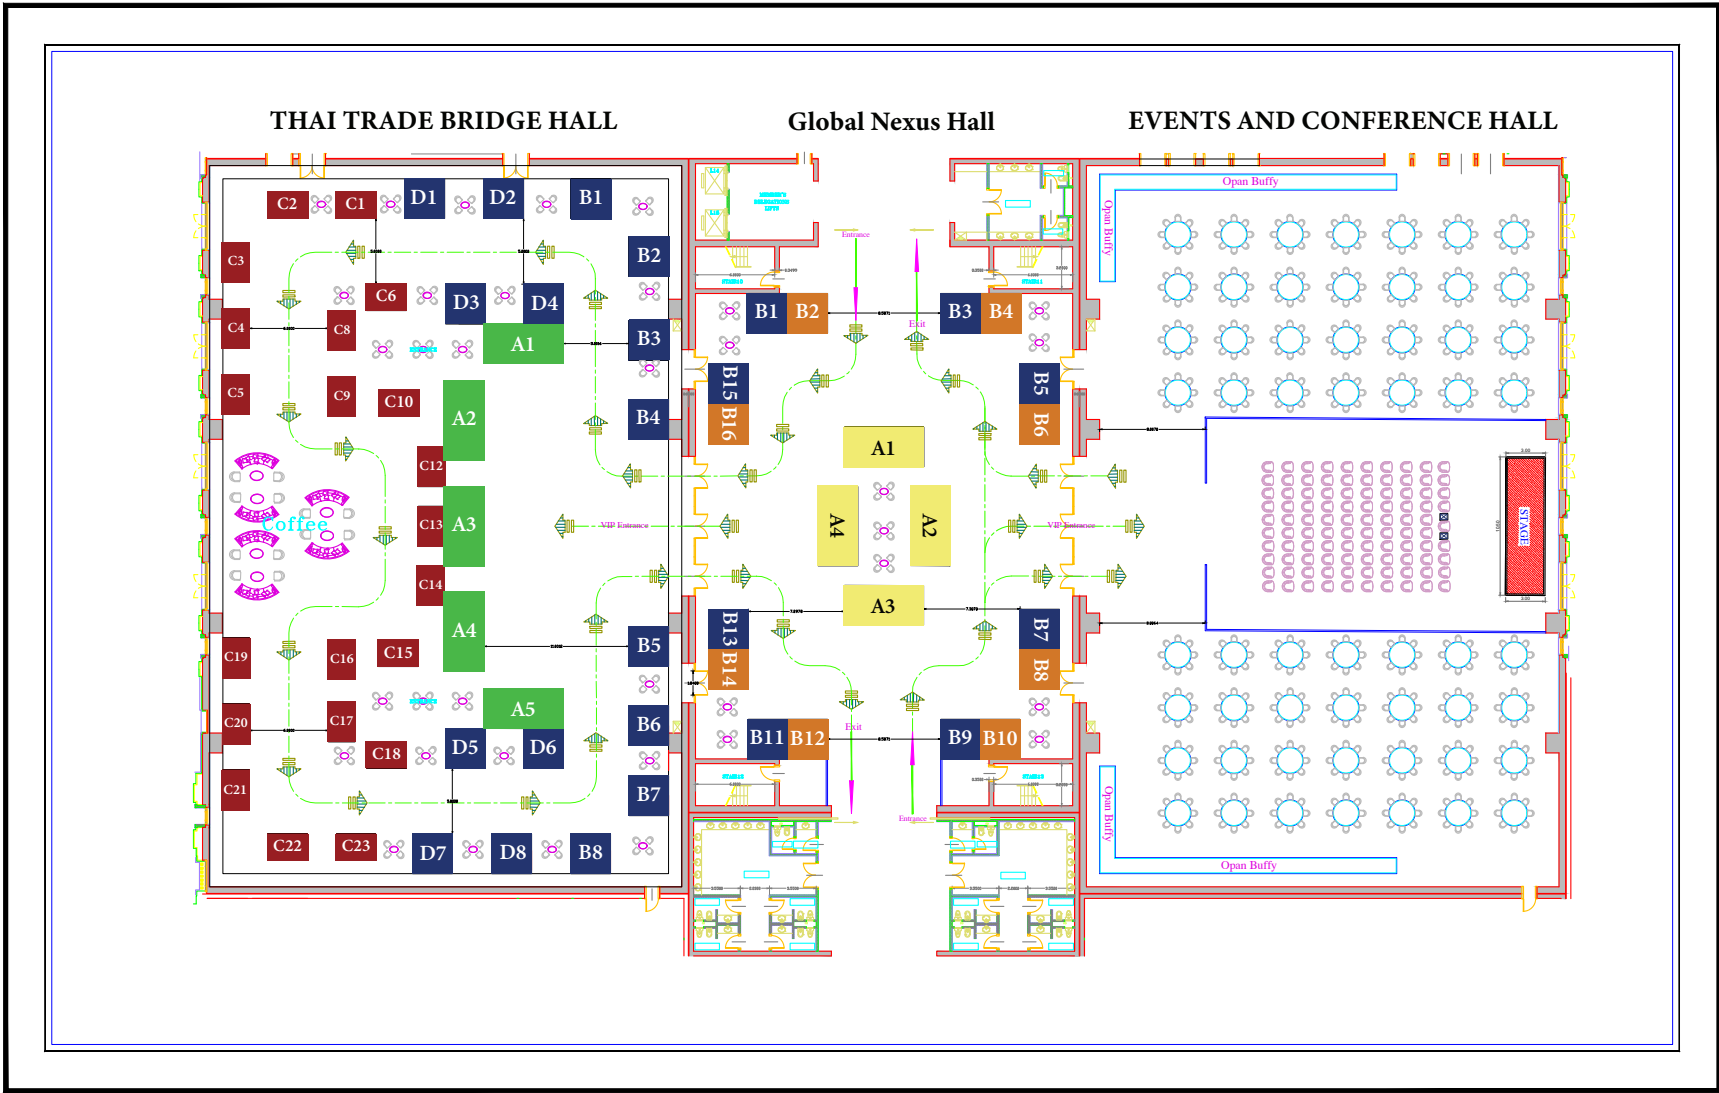 THAI TRADE BRIDGE HALL
Global Nexus Hall
EVENTS AND CONFERENCE HALL
C2
C1
D1
D2
B1
C3
B2
C6
D3
D4
C4
C8
A1
B3
C5
C9
C10
A2
B4
C12
Coffee
C13
A3
C14
VIP Entrance
A4
C19
C16
C15
B5
C20
C17
A5
B6
C18
D5
D6
C21
B7
C22
C23
D7
D8
B8
Entrance
B1
B2
B3
B4
Exit
B15
B16
B5
B6
A1
A4
A2
A3
VIP Entrance
B13
B14
B7
B8
Exit
B11
B12
B9
B10
Entrance
Opan Buffy
Opan Buffy
STAGE
Opan Buffy
Opan Buffy